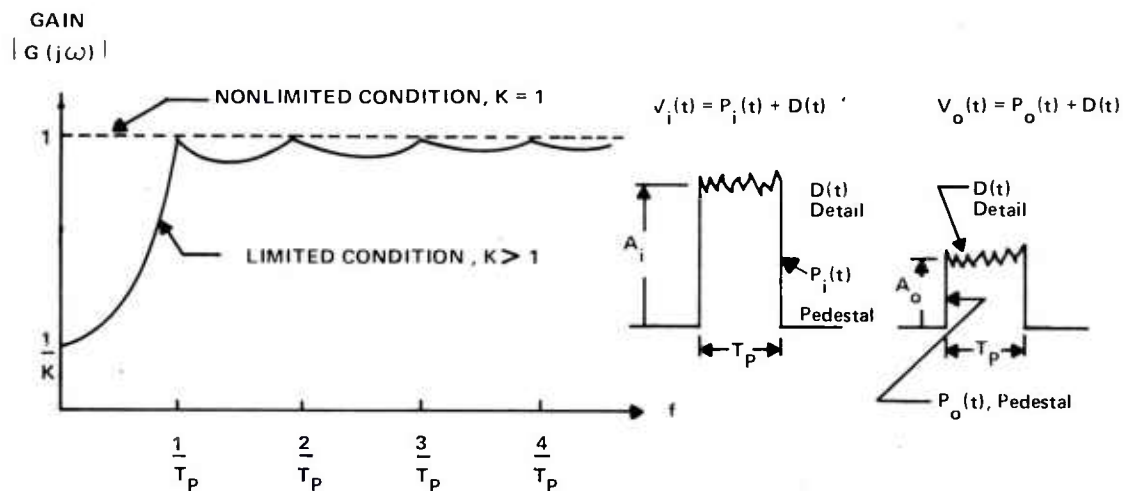 GAIN
|G(jω)|
NONLIMITED CONDITION, K = 1
1
LIMITED CONDITION, K > 1
1/K
f
1/T_P 2/T_P 3/T_P 4/T_P
V_i(t) = P_i(t) + D(t)
D(t)
Detail
A_i
P_i(t)
Pedestal
T_P
V_o(t) = P_o(t) + D(t)
D(t)
Detail
A_o
T_P
P_o(t), Pedestal